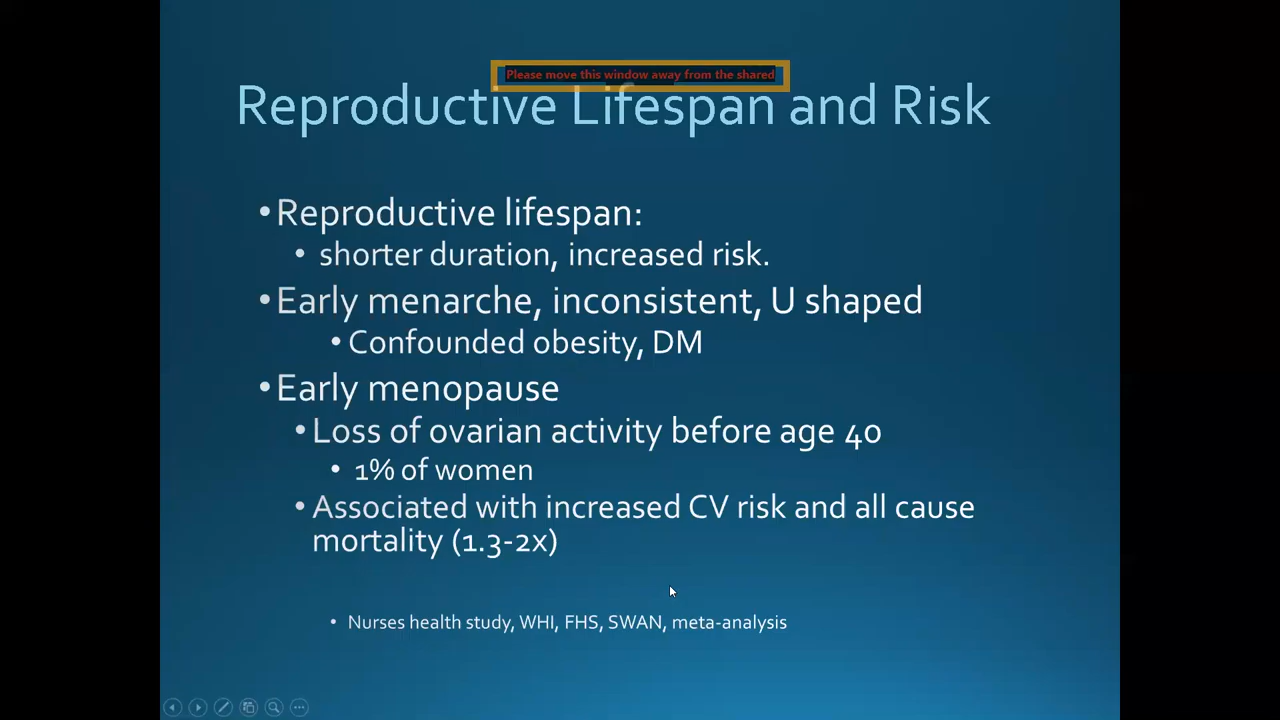 Please move this window away from the shared
Reproductive Lifespan and Risk
•Reproductive lifespan:
• shorter duration, increased risk.
•Early menarche, inconsistent, U shaped
•Confounded obesity, DM
•Early menopause
•Loss of ovarian activity before age 40
• 1% of women
•Associated with increased CV risk and all cause
mortality (1.3-2x)
• Nurses health study, WHI, FHS, SWAN, meta-analysis